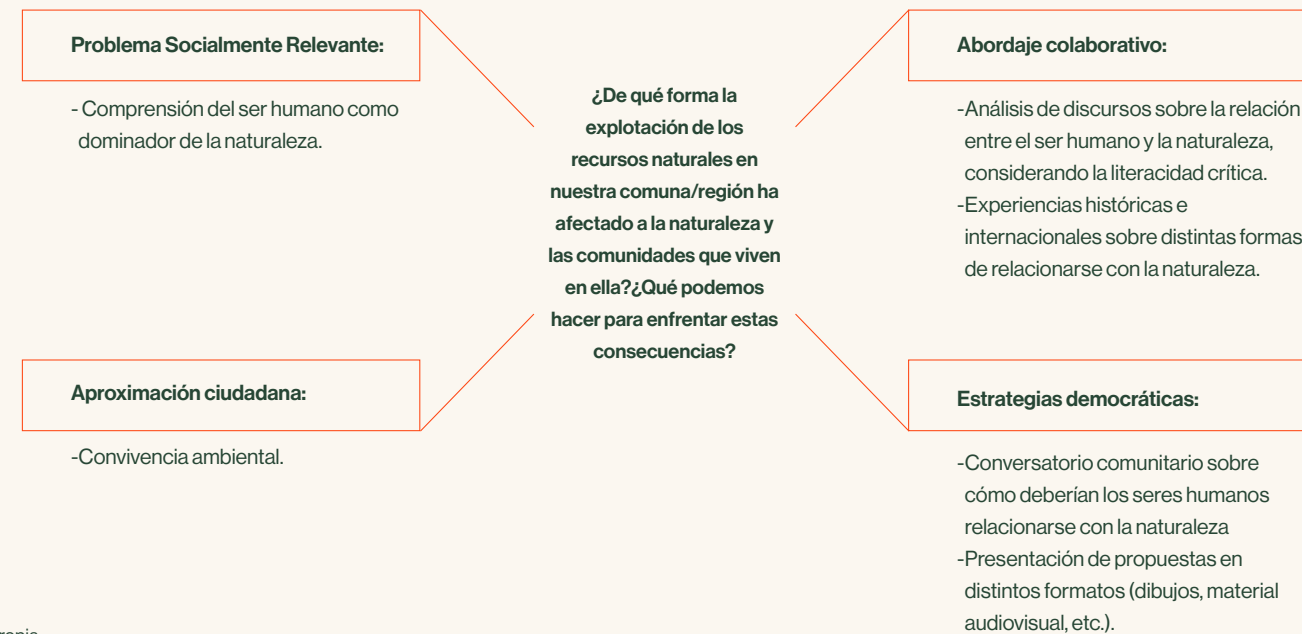 Problema Socialmente Relevante:
- Comprensión del ser humano como
dominador de la naturaleza.
¿De qué forma la
explotación de los
recursos naturales en
nuestra comuna/región ha
afectado a la naturaleza y
las comunidades que viven
en ella?¿Qué podemos
hacer para enfrentar estas
consecuencias?
Abordaje colaborativo:
-Análisis de discursos sobre la relación
entre el ser humano y la naturaleza,
considerando la literacidad crítica.
-Experiencias históricas e
internacionales sobre distintas formas
de relacionarse con la naturaleza.
Aproximación ciudadana:
-Convivencia ambiental.
Estrategias democráticas:
-Conversatorio comunitario sobre
cómo deberían los seres humanos
relacionarse con la naturaleza
-Presentación de propuestas en
distintos formatos (dibujos, material
audiovisual, etc.).